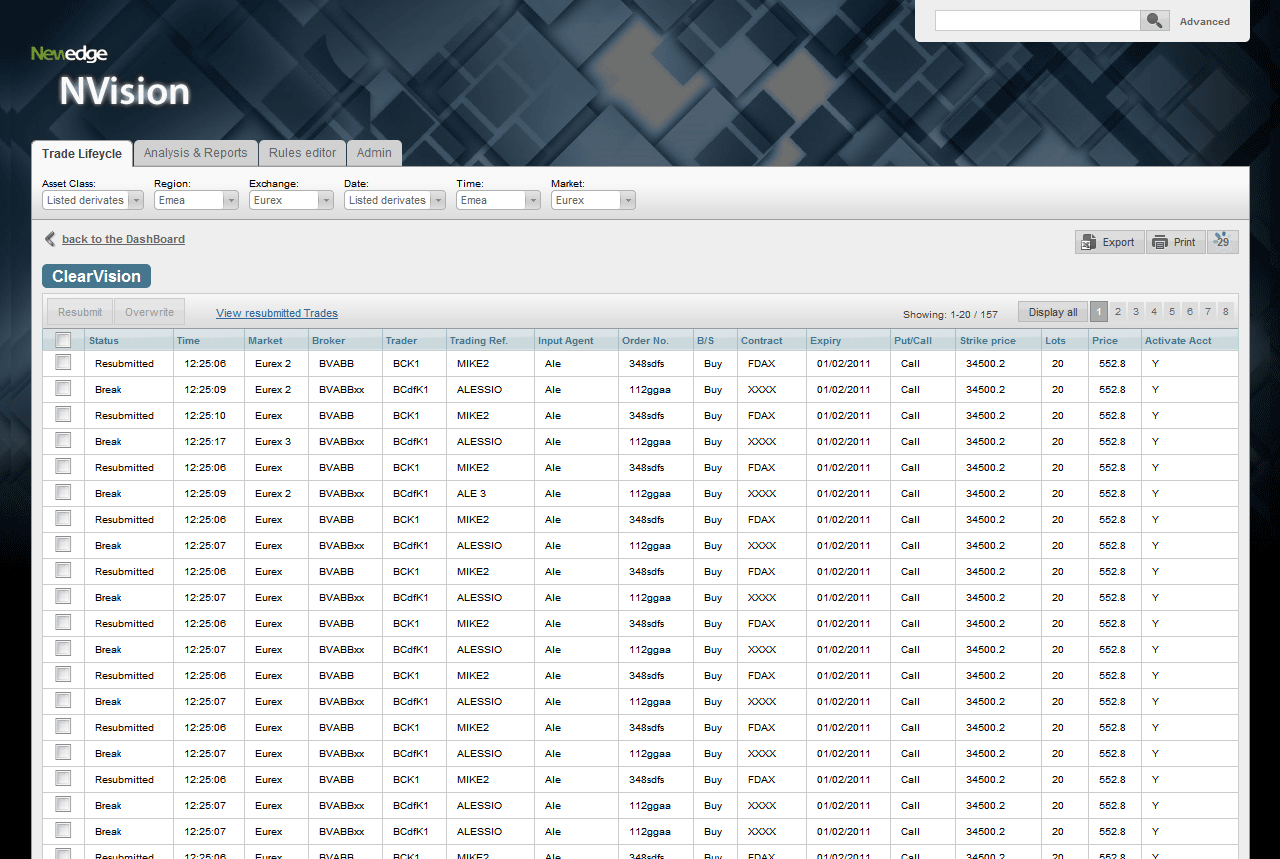 Advanced
Newedge
NVision
Trade Lifeycle Analysis & Reports Rules editor Admin
Asset Class: Region: Exchange: Date: Time: Market:
Listed derivates Emea Eurex Listed derivates Emea Eurex
back to the DashBoard Export Print 29
ClearVision
Resubmit Overwrite View resubmitted Trades Showing: 1-20 / 157 Display all 1 2 3 4 5 6 7 8
Status Time Market Broker Trader Trading Ref. Input Agent Order No. B/S Contract Expiry Put/Call Strike price Lots Price Activate Acct
Resubmitted 12:25:06 Eurex 2 BVABB BCK1 MIKE2 Ale 348sdfs Buy FDAX 01/02/2011 Call 34500.2 20 552.8 Y
Break 12:25:09 Eurex 2 BVABBxx BCdfK1 ALESSIO Ale 112ggaa Buy XXXX 01/02/2011 Call 34500.2 20 552.8 Y
Resubmitted 12:25:10 Eurex BVABB BCK1 MIKE2 Ale 348sdfs Buy FDAX 01/02/2011 Call 34500.2 20 552.8 Y
Break 12:25:17 Eurex 3 BVABBxx BCdfK1 ALESSIO Ale 112ggaa Buy XXXX 01/02/2011 Call 34500.2 20 552.8 Y
Resubmitted 12:25:06 Eurex BVABB BCK1 MIKE2 Ale 348sdfs Buy FDAX 01/02/2011 Call 34500.2 20 552.8 Y
Break 12:25:09 Eurex 2 BVABBxx BCdfK1 ALE 3 Ale 112ggaa Buy XXXX 01/02/2011 Call 34500.2 20 552.8 Y
Resubmitted 12:25:06 Eurex BVABB BCK1 MIKE2 Ale 348sdfs Buy FDAX 01/02/2011 Call 34500.2 20 552.8 Y
Break 12:25:07 Eurex BVABBxx BCdfK1 ALESSIO Ale 112ggaa Buy XXXX 01/02/2011 Call 34500.2 20 552.8 Y
Resubmitted 12:25:06 Eurex BVABB BCK1 MIKE2 Ale 348sdfs Buy FDAX 01/02/2011 Call 34500.2 20 552.8 Y
Break 12:25:07 Eurex BVABBxx BCdfK1 ALESSIO Ale 112ggaa Buy XXXX 01/02/2011 Call 34500.2 20 552.8 Y
Resubmitted 12:25:06 Eurex BVABB BCK1 MIKE2 Ale 348sdfs Buy FDAX 01/02/2011 Call 34500.2 20 552.8 Y
Break 12:25:07 Eurex BVABBxx BCdfK1 ALESSIO Ale 112ggaa Buy XXXX 01/02/2011 Call 34500.2 20 552.8 Y
Resubmitted 12:25:06 Eurex BVABB BCK1 MIKE2 Ale 348sdfs Buy FDAX 01/02/2011 Call 34500.2 20 552.8 Y
Break 12:25:07 Eurex BVABBxx BCdfK1 ALESSIO Ale 112ggaa Buy XXXX 01/02/2011 Call 34500.2 20 552.8 Y
Resubmitted 12:25:06 Eurex BVABB BCK1 MIKE2 Ale 348sdfs Buy FDAX 01/02/2011 Call 34500.2 20 552.8 Y
Break 12:25:07 Eurex BVABBxx BCdfK1 ALESSIO Ale 112ggaa Buy XXXX 01/02/2011 Call 34500.2 20 552.8 Y
Resubmitted 12:25:06 Eurex BVABB BCK1 MIKE2 Ale 348sdfs Buy FDAX 01/02/2011 Call 34500.2 20 552.8 Y
Break 12:25:07 Eurex BVABBxx BCdfK1 ALESSIO Ale 112ggaa Buy XXXX 01/02/2011 Call 34500.2 20 552.8 Y
Break 12:25:07 Eurex BVABBxx BCdfK1 ALESSIO Ale 112ggaa Buy XXXX 01/02/2011 Call 34500.2 20 552.8 Y
Resubmitted 12:25:06 Eurex BVABB BCK1 MIKE2 Ale 348sdfs Buy FDAX 01/02/2011 Call 34500.2 20 552.8 Y